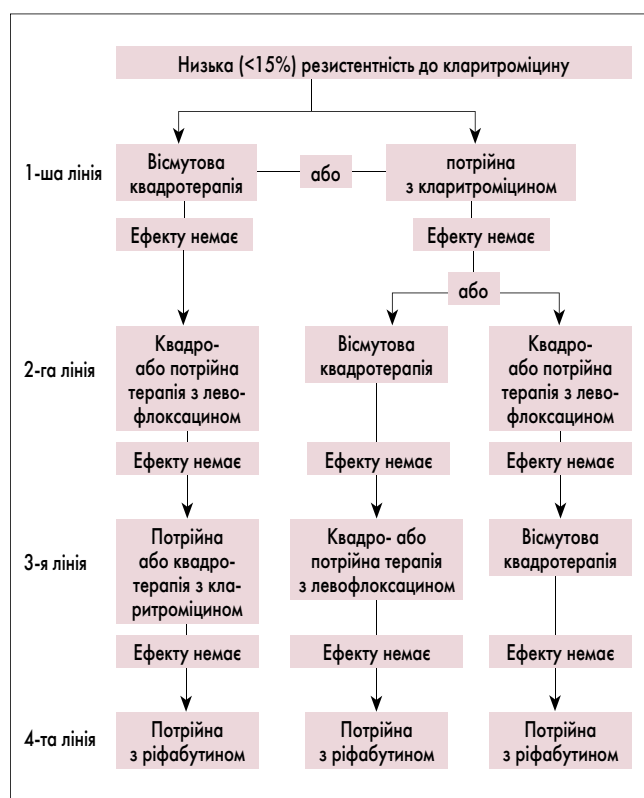 Низька (<15%) резистентність до кларитроміцину
1-ша лінія
Вісмутова
квадротерапія
або
потрійна
з кларитроміцином
Ефекту немає
Ефекту немає
або
2-га лінія
Квадро-
або потрійна
терапія з лево-
флоксацином
Вісмутова
квадротерапія
Квадро-
або потрійна
терапія з лево-
флоксацином
Ефекту немає
Ефекту немає
Ефекту немає
3-я лінія
Потрійна
або квадро-
терапія з кла-
ритроміцином
Квадро- або
потрійна терапія
з левофлоксацином
Вісмутова
квадротерапія
Ефекту немає
Ефекту немає
Ефекту немає
4-та лінія
Потрійна
з ріфабутином
Потрійна
з ріфабутином
Потрійна
з ріфабутином